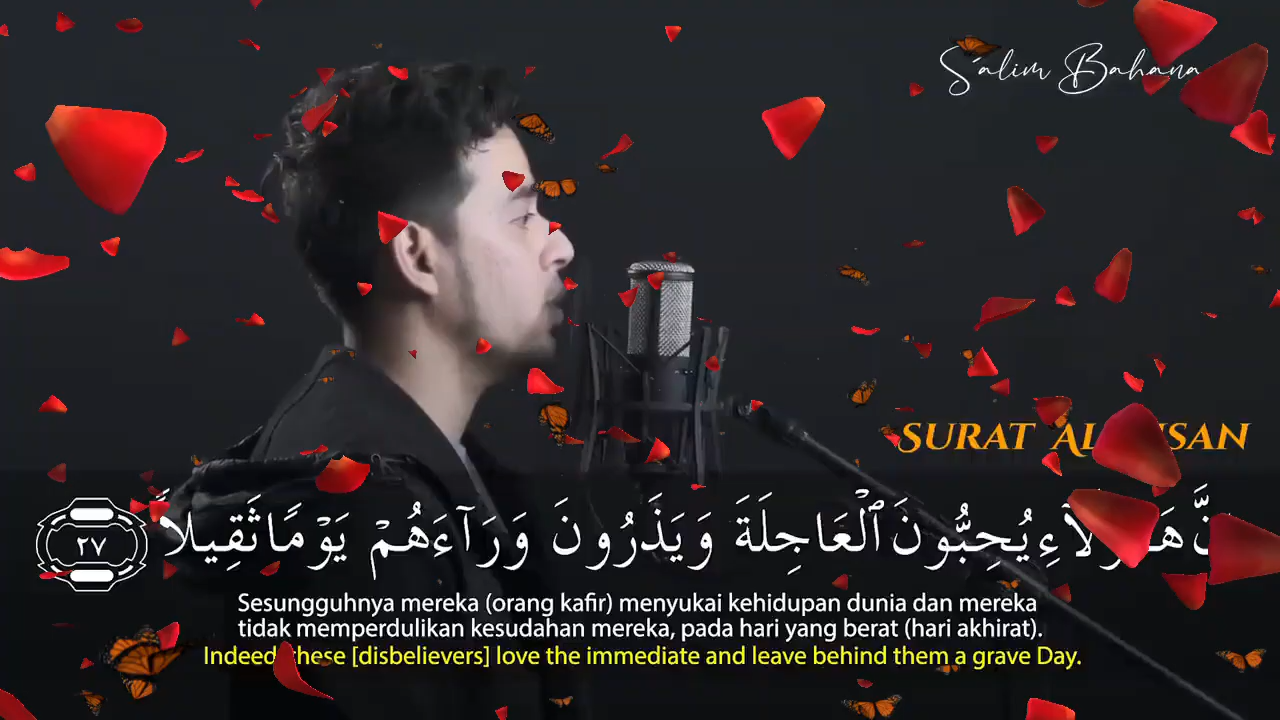 Salim Bahana
SURAT
يُحِبُّونَ ٱلْعَاجِلَةَ وَيَذَرُونَ وَرَآءَهُمْ يَوْمًا ثَقِيلًا ٢٧
Sesungguhnya mereka (orang kafir) menyukai kehidupan dunia dan mereka
tidak memperdulikan kesudahan mereka, pada hari yang berat (hari akhirat).
Indeed, these [disbelievers] love the immediate and leave behind them a grave Day.